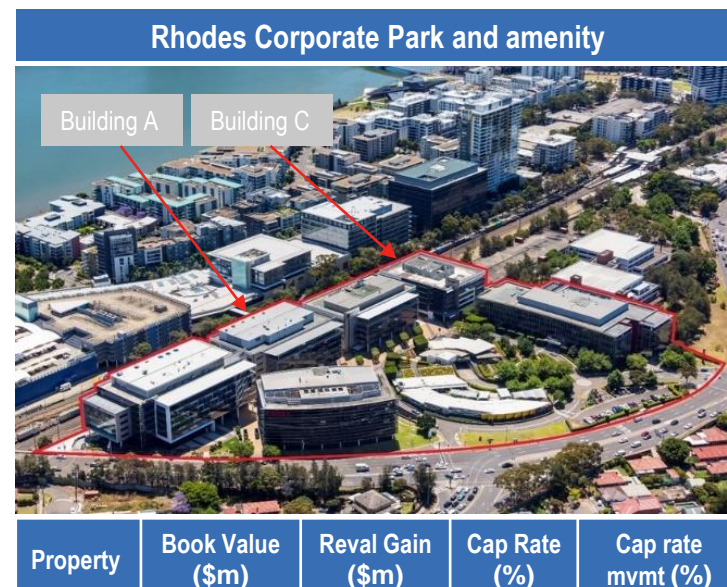 Rhodes Corporate Park and amenity
Building A
Building C
Property
Book Value
($m)
Reval Gain
($m)
Cap Rate
(%)
Cap rate
mvmt (%)